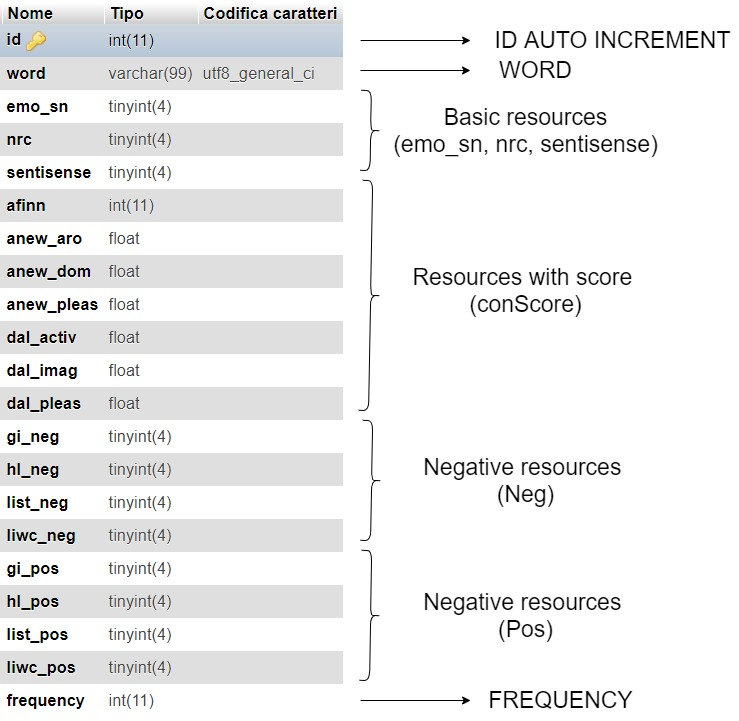 Nome Tipo Codifica caratteri
id int(11) ID AUTO INCREMENT
word varchar(99) utf8_general_ci WORD
emo_sn tinyint(4)
nrc tinyint(4)
sentisense tinyint(4)
Basic resources
(emo_sn, nrc, sentisense)
afinn int(11)
anew_aro float
anew_dom float
anew_pleas float
dal_activ float
dal_imag float
dal_pleas float
Resources with score
(conScore)
gi_neg tinyint(4)
hl_neg tinyint(4)
list_neg tinyint(4)
liwc_neg tinyint(4)
Negative resources
(Neg)
gi_pos tinyint(4)
hl_pos tinyint(4)
list_pos tinyint(4)
liwc_pos tinyint(4)
Negative resources
(Pos)
frequency int(11) FREQUENCY